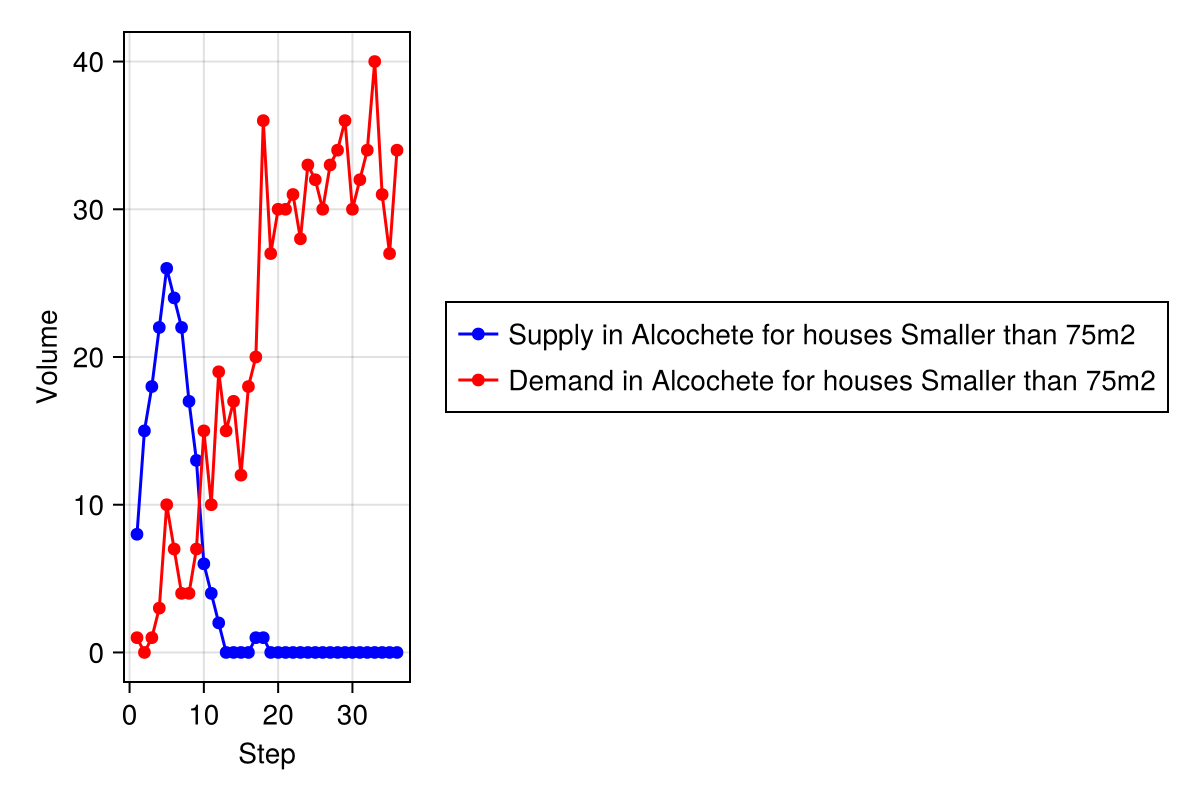 40
30
20
10
0
Volume
0 10 20 30
Step
Supply in Alcochete for houses Smaller than 75m2
Demand in Alcochete for houses Smaller than 75m2